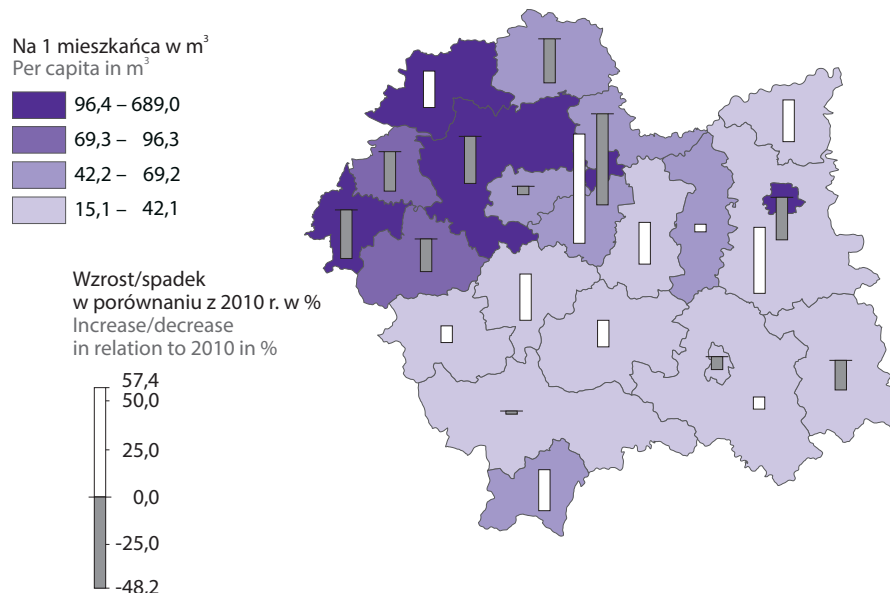 Na 1 mieszkańca w m³
Per capita in m³
96,4 – 689,0
69,3 – 96,3
42,2 – 69,2
15,1 – 42,1
Wzrost/spadek
w porównaniu z 2010 r. w %
Increase/decrease
in relation to 2010 in %
57,4
50,0
25,0
0,0
-25,0
-48,2